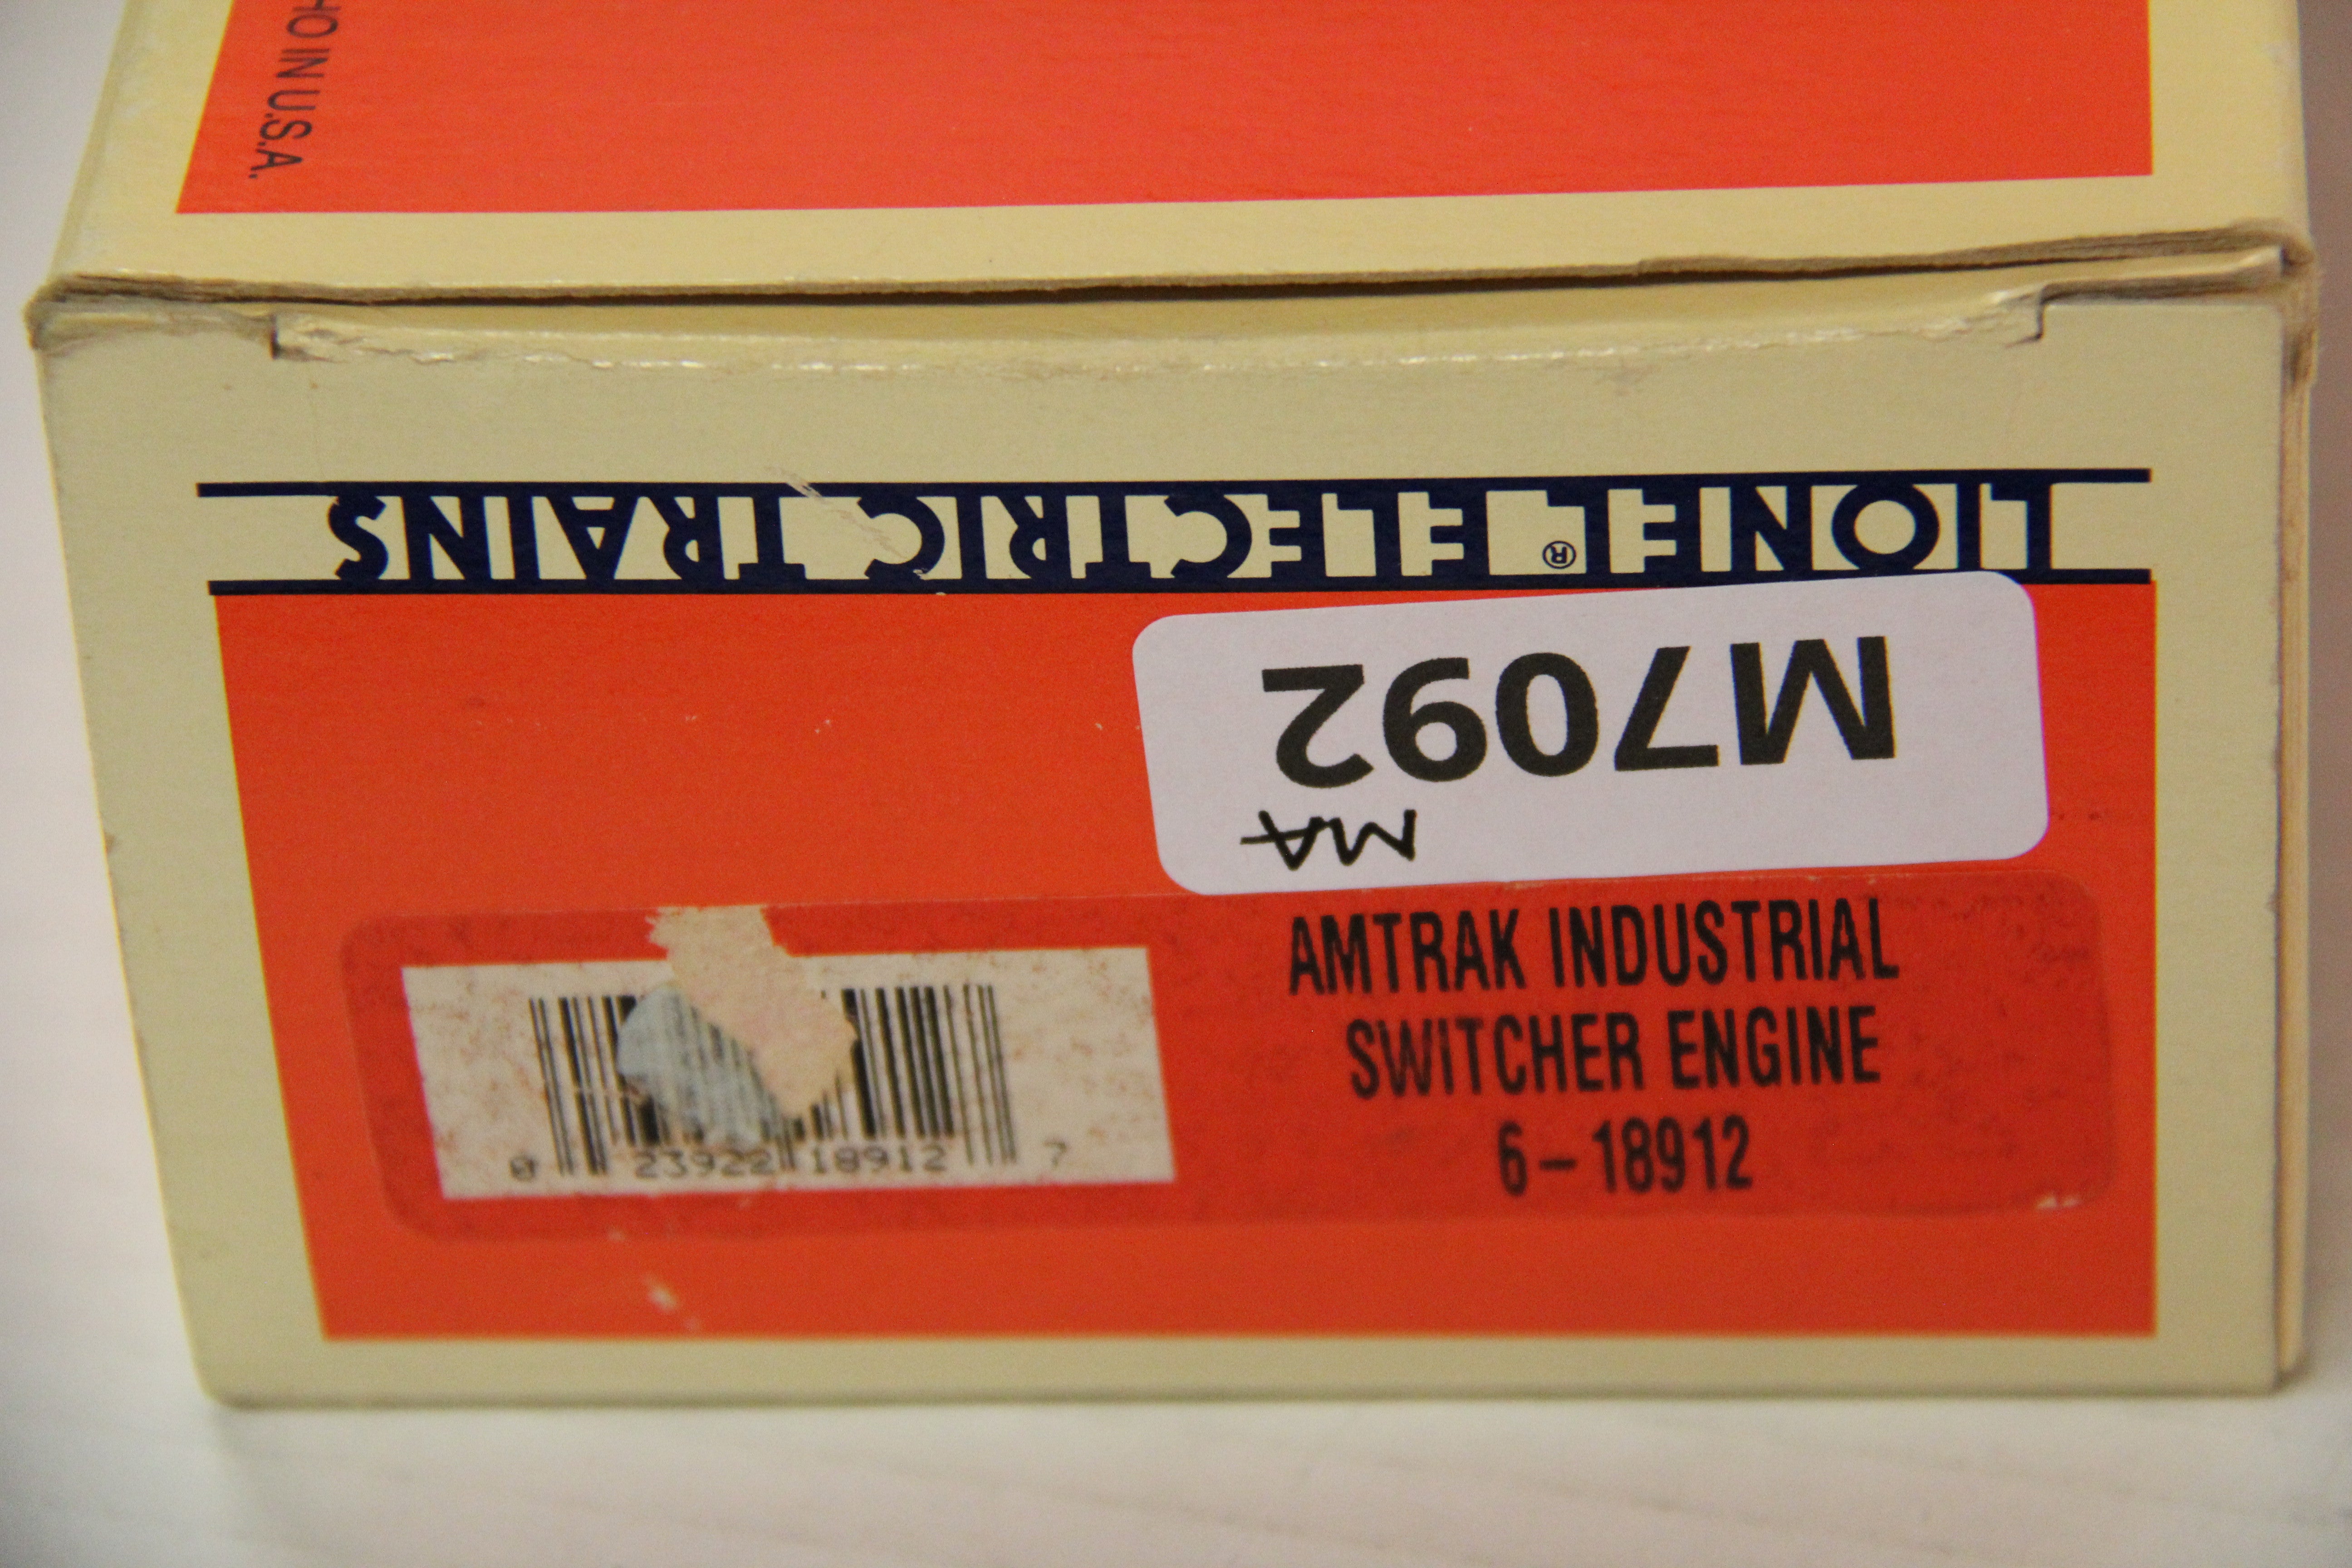 HO IN U.S.A.
LIONEL® ELECTRIC TRAINS
M7092
MA
AMTRAK INDUSTRIAL
SWITCHER ENGINE
6-18912
0 23922 18912 7